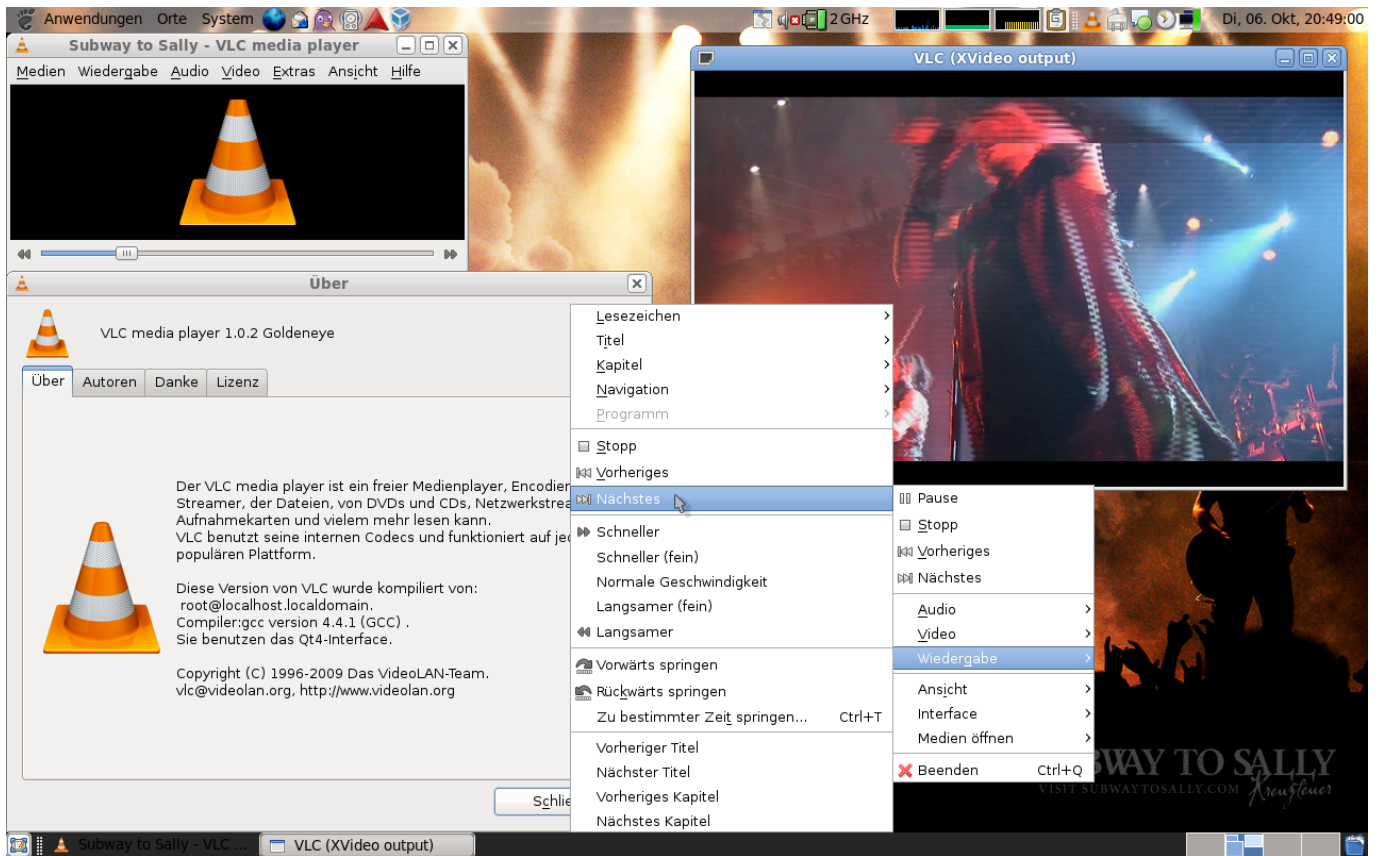 Anwendungen Orte System
2 GHz
Di, 06. Okt, 20:49:00
Subway to Sally - VLC media player
Medien Wiedergabe Audio Video Extras Ansicht Hilfe
VLC (XVideo output)
Über
VLC media player 1.0.2 Goldeneye
Über Autoren Danke Lizenz
Der VLC media player ist ein freier Medienplayer, Encodier
Streamer, der Dateien, von DVDs und CDs, Netzwerkstrea
Aufnahmekarten und vielem mehr lesen kann.
VLC benutzt seine internen Codecs und funktioniert auf jed
populären Plattform.
Diese Version von VLC wurde kompiliert von:
root@localhost.localdomain.
Compiler:gcc version 4.4.1 (GCC) .
Sie benutzen das Qt4-Interface.
Copyright (C) 1996-2009 Das VideoLAN-Team.
vlc@videolan.org, http://www.videolan.org
Schlie
Lesezeichen
Titel
Kapitel
Navigation
Programm
Stopp
Vorheriges
Nächstes
Schneller
Schneller (fein)
Normale Geschwindigkeit
Langsamer (fein)
Langsamer
Vorwärts springen
Rückwärts springen
Zu bestimmter Zeit springen... Ctrl+T
Vorheriger Titel
Nächster Titel
Vorheriges Kapitel
Nächstes Kapitel
Pause
Stopp
Vorheriges
Nächstes
Audio
Video
Wiedergabe
Ansicht
Interface
Medien öffnen
Beenden Ctrl+Q
BWAY TO SALLY
VISIT SUBWAYTOSALLY.COM Kreuzfeuer
Subway to Sally - VLC ...
VLC (XVideo output)